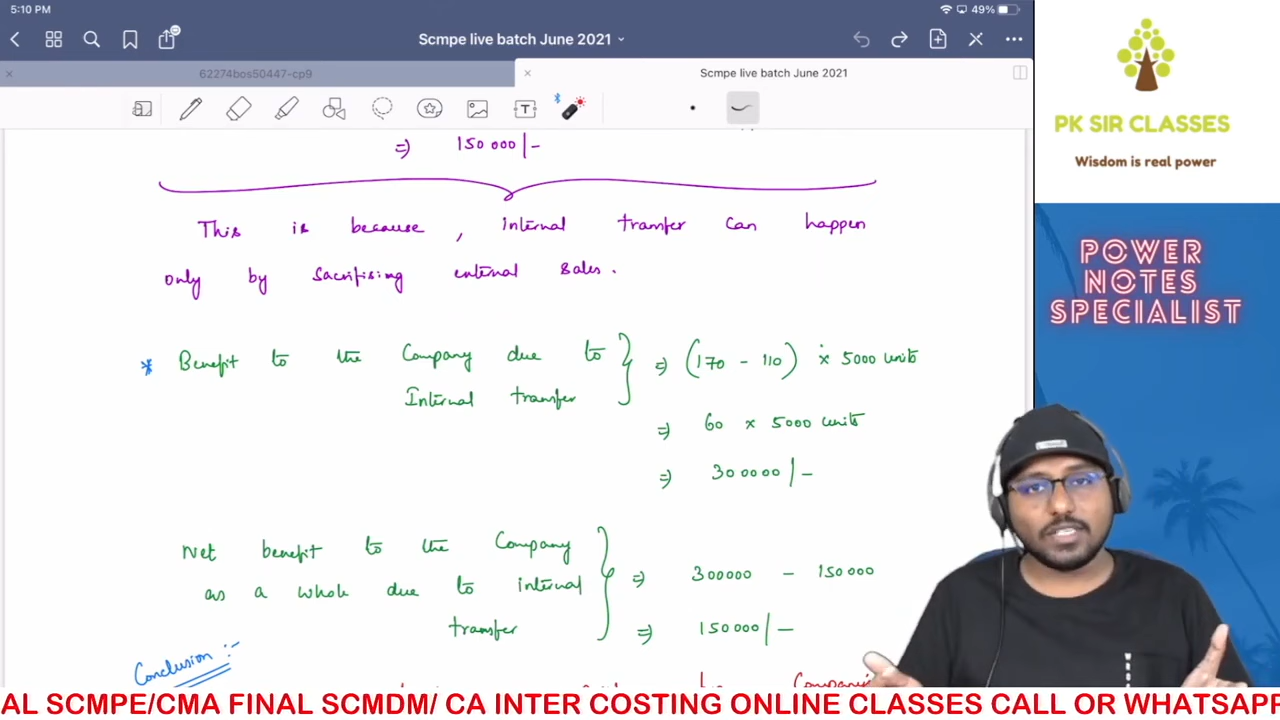 5:10 PM
49%
Scmpe live batch June 2021
62274bos50447-cp9
Scmpe live batch June 2021
T
⇒ 150 000/-
This is because, Internal transfer can happen
only by Sacrifising external Sales.
* Benefit to the Company due to Internal transfer } ⇒ (170 - 110) × 5000 units
⇒ 60 × 5000 units
⇒ 300000/-
Net benefit to the Company
as a whole due to internal
transfer
⇒ 300000 - 150 000
⇒ 150000/-
Conclusion :-
PK SIR CLASSES
Wisdom is real power
POWER
NOTES
SPECIALIST
AL SCMPE/CMA FINAL SCMDM/ CA INTER COSTING ONLINE CLASSES CALL OR WHATSAPP